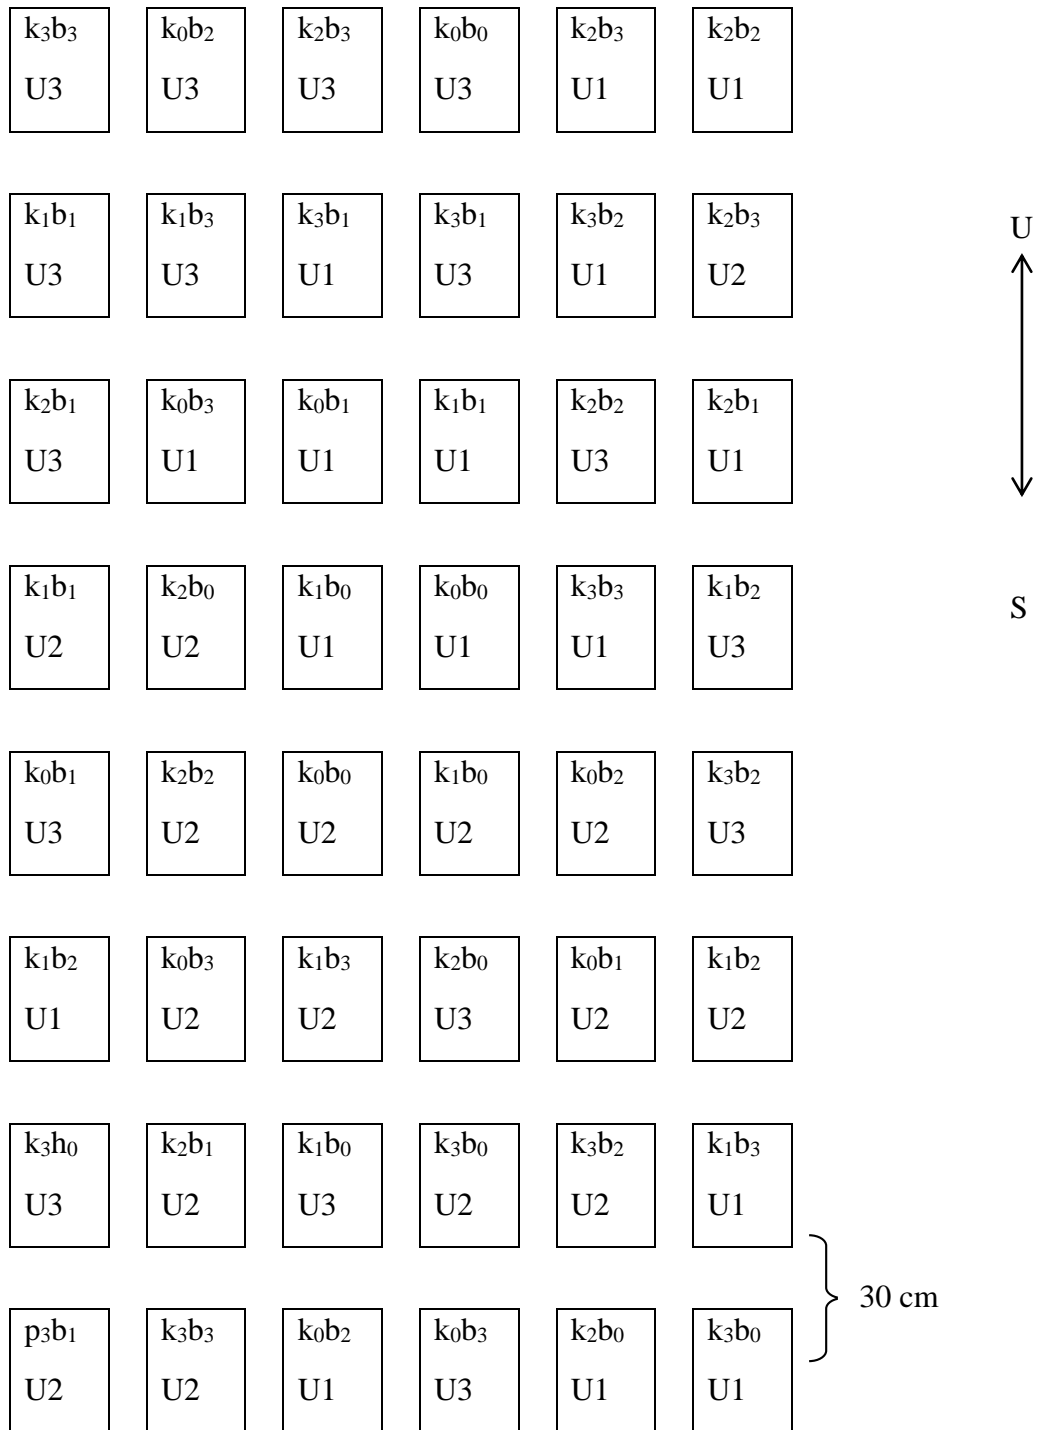 k₃b₃ k₀b₂ k₂b₃ k₀b₀ k₂b₃ k₂b₂
U3 U3 U3 U3 U1 U1
k₁b₁ k₁b₃ k₃b₁ k₃b₁ k₃b₂ k₂b₃
U
U3 U3 U1 U3 U1 U2
k₂b₁ k₀b₃ k₀b₁ k₁b₁ k₂b₂ k₂b₁
U3 U1 U1 U1 U3 U1
k₁b₁ k₂b₀ k₁b₀ k₀b₀ k₃b₃ k₁b₂
S
U2 U2 U1 U1 U1 U3
k₀b₁ k₂b₂ k₀b₀ k₁b₀ k₀b₂ k₃b₂
U3 U2 U2 U2 U2 U3
k₁b₂ k₀b₃ k₁b₃ k₂b₀ k₀b₁ k₁b₂
U1 U2 U2 U3 U2 U2
k₃h₀ k₂b₁ k₁b₀ k₃b₀ k₃b₂ k₁b₃
U3 U2 U3 U2 U2 U1
30 cm
p₃b₁ k₃b₃ k₀b₂ k₀b₃ k₂b₀ k₃b₀
U2 U2 U1 U3 U1 U1